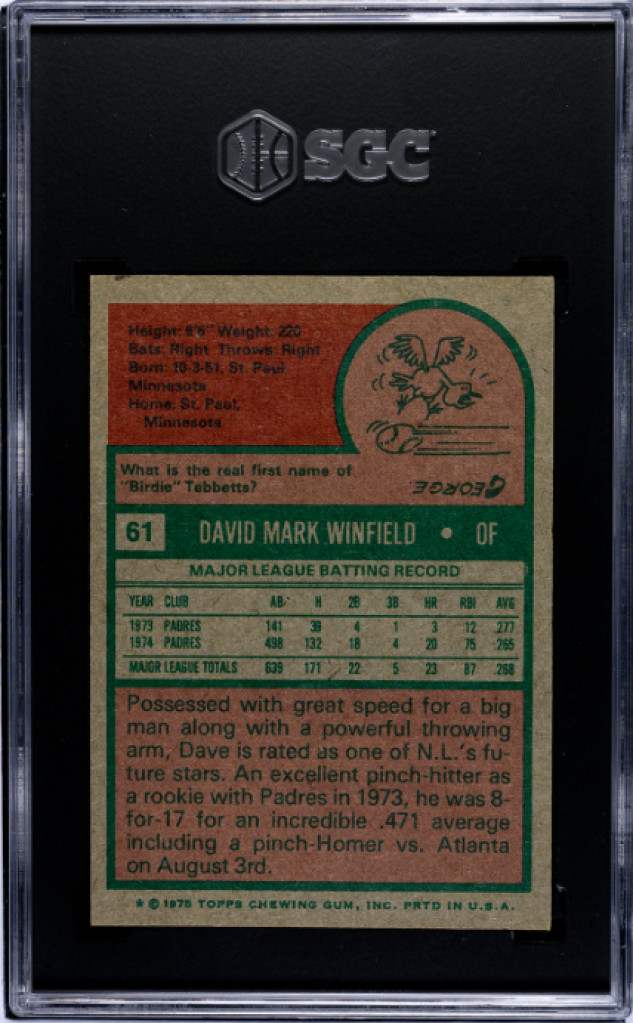 SGC
Height: 6'6" Weight: 220
Bats: Right Throws: Right
Born: 10-3-51, St. Paul,
Minnesota
Home: St. Paul,
Minnesota
What is the real first name of
"Birdie" Tebbetts?
GEORGE.
61 DAVID MARK WINFIELD • OF
MAJOR LEAGUE BATTING RECORD
YEAR CLUB AB H 2B 3B HR RBI AVG
1973 PADRES 141 39 4 1 3 12 .277
1974 PADRES 498 132 18 4 20 75 .265
MAJOR LEAGUE TOTALS 639 171 22 5 23 87 .268
Possessed with great speed for a big
man along with a powerful throwing
arm, Dave is rated as one of N.L.'s fu-
ture stars. An excellent pinch-hitter as
a rookie with Padres in 1973, he was 8-
for-17 for an incredible .471 average
including a pinch-Homer vs. Atlanta
on August 3rd.
* © 1975 TOPPS CHEWING GUM, INC. PRTD IN U.S.A.